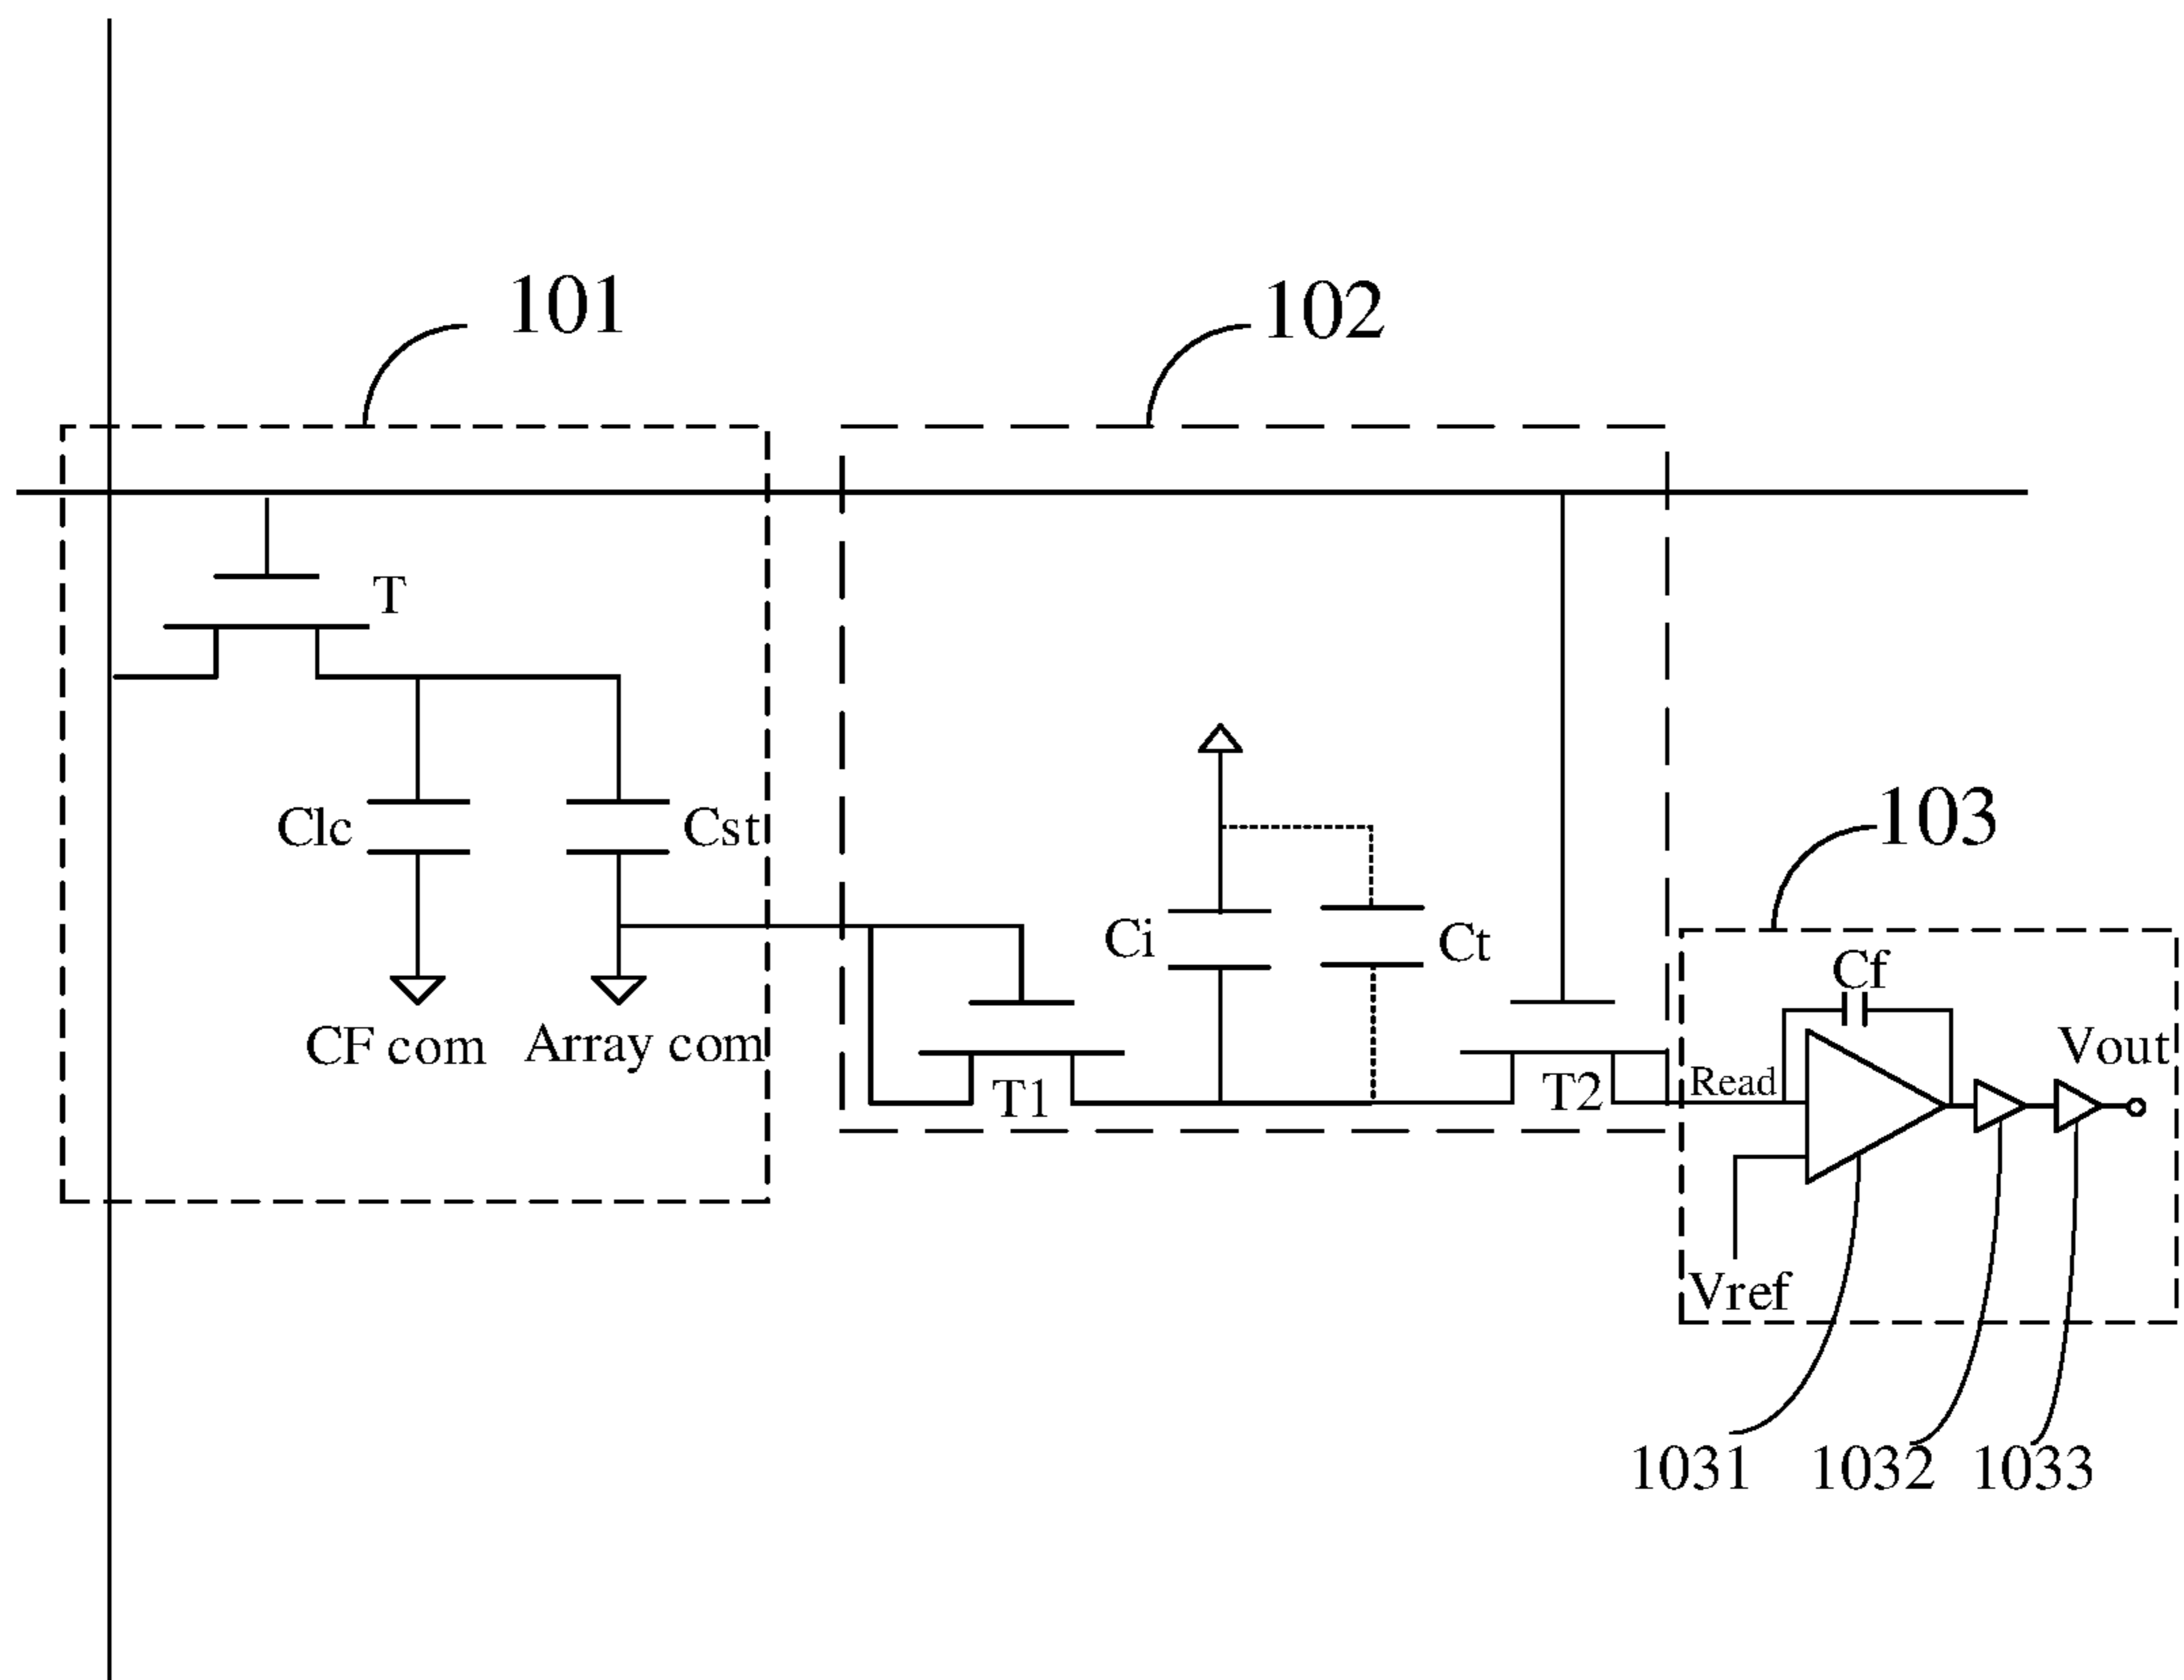 101
102
T
Clc
Cst
103
Ci
Ct
Cf
CF com
Array com
Vout
T1
T2
Read
Vref
1031
1032
1033